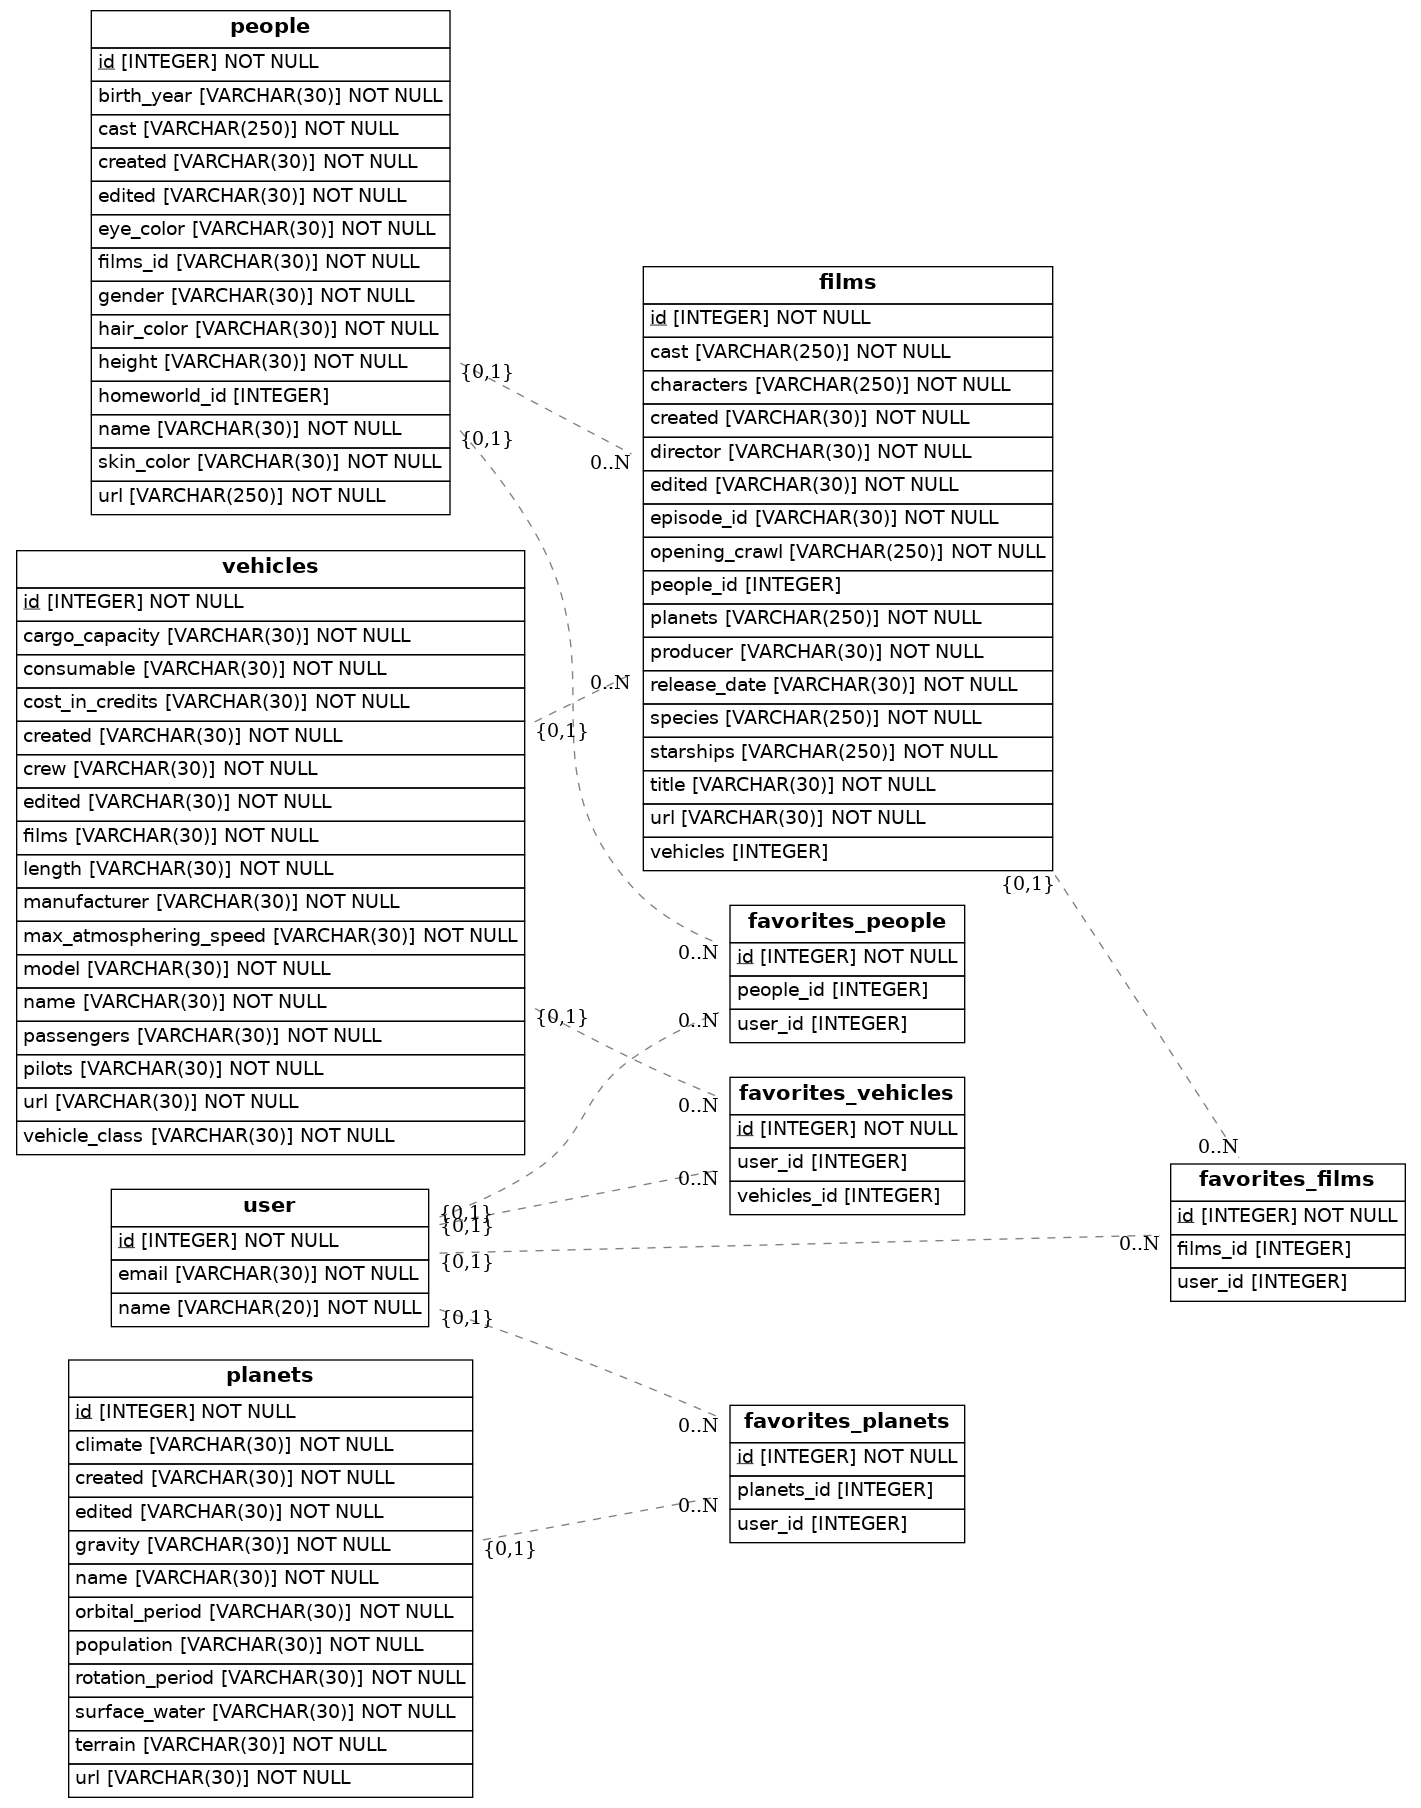 people
id [INTEGER] NOT NULL
birth_year [VARCHAR(30)] NOT NULL
cast [VARCHAR(250)] NOT NULL
created [VARCHAR(30)] NOT NULL
edited [VARCHAR(30)] NOT NULL
eye_color [VARCHAR(30)] NOT NULL
films_id [VARCHAR(30)] NOT NULL
gender [VARCHAR(30)] NOT NULL
hair_color [VARCHAR(30)] NOT NULL
height [VARCHAR(30)] NOT NULL
homeworld_id [INTEGER]
name [VARCHAR(30)] NOT NULL
skin_color [VARCHAR(30)] NOT NULL
url [VARCHAR(250)] NOT NULL
{0,1}
0..N
{0,1}
films
id [INTEGER] NOT NULL
cast [VARCHAR(250)] NOT NULL
characters [VARCHAR(250)] NOT NULL
created [VARCHAR(30)] NOT NULL
director [VARCHAR(30)] NOT NULL
edited [VARCHAR(30)] NOT NULL
episode_id [VARCHAR(30)] NOT NULL
opening_crawl [VARCHAR(250)] NOT NULL
people_id [INTEGER]
planets [VARCHAR(250)] NOT NULL
producer [VARCHAR(30)] NOT NULL
release_date [VARCHAR(30)] NOT NULL
species [VARCHAR(250)] NOT NULL
starships [VARCHAR(250)] NOT NULL
title [VARCHAR(30)] NOT NULL
url [VARCHAR(30)] NOT NULL
vehicles [INTEGER]
{0,1}
vehicles
id [INTEGER] NOT NULL
cargo_capacity [VARCHAR(30)] NOT NULL
consumable [VARCHAR(30)] NOT NULL
cost_in_credits [VARCHAR(30)] NOT NULL
created [VARCHAR(30)] NOT NULL
crew [VARCHAR(30)] NOT NULL
edited [VARCHAR(30)] NOT NULL
films [VARCHAR(30)] NOT NULL
length [VARCHAR(30)] NOT NULL
manufacturer [VARCHAR(30)] NOT NULL
max_atmosphering_speed [VARCHAR(30)] NOT NULL
model [VARCHAR(30)] NOT NULL
name [VARCHAR(30)] NOT NULL
passengers [VARCHAR(30)] NOT NULL
pilots [VARCHAR(30)] NOT NULL
url [VARCHAR(30)] NOT NULL
vehicle_class [VARCHAR(30)] NOT NULL
0..N
{0,1}
{0,1}
0..N
favorites_people
id [INTEGER] NOT NULL
people_id [INTEGER]
user_id [INTEGER]
0..N
0..N
favorites_vehicles
id [INTEGER] NOT NULL
user_id [INTEGER]
vehicles_id [INTEGER]
0..N
0..N
favorites_films
id [INTEGER] NOT NULL
films_id [INTEGER]
user_id [INTEGER]
0..N
user
id [INTEGER] NOT NULL
email [VARCHAR(30)] NOT NULL
name [VARCHAR(20)] NOT NULL
{0,1}
{0,1}
{0,1}
{0,1}
planets
id [INTEGER] NOT NULL
climate [VARCHAR(30)] NOT NULL
created [VARCHAR(30)] NOT NULL
edited [VARCHAR(30)] NOT NULL
gravity [VARCHAR(30)] NOT NULL
name [VARCHAR(30)] NOT NULL
orbital_period [VARCHAR(30)] NOT NULL
population [VARCHAR(30)] NOT NULL
rotation_period [VARCHAR(30)] NOT NULL
surface_water [VARCHAR(30)] NOT NULL
terrain [VARCHAR(30)] NOT NULL
url [VARCHAR(30)] NOT NULL
0..N
0..N
{0,1}
favorites_planets
id [INTEGER] NOT NULL
planets_id [INTEGER]
user_id [INTEGER]